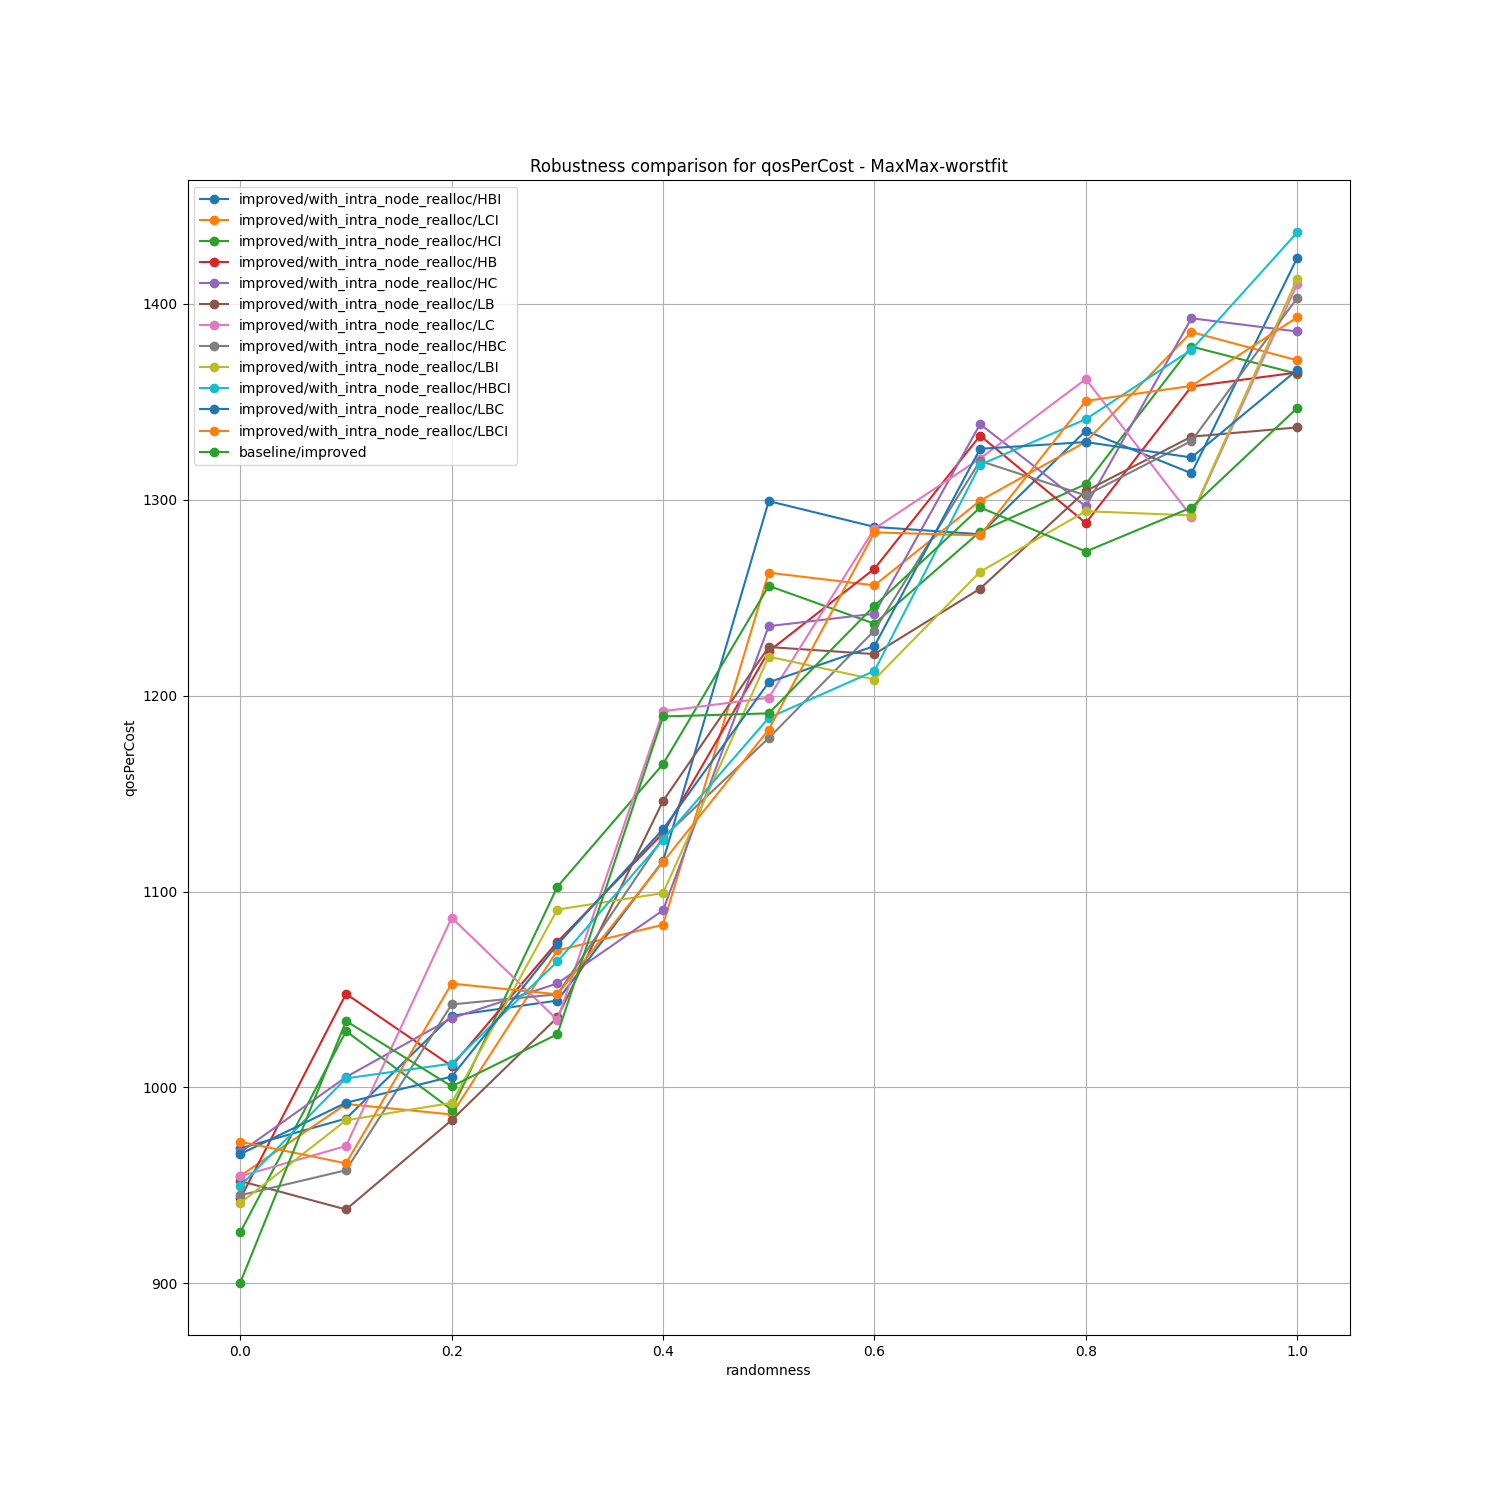 Robustness comparison for qosPerCost - MaxMax-worstfit
improved/with_intra_node_realloc/HBI
improved/with_intra_node_realloc/LCI
improved/with_intra_node_realloc/HCI
improved/with_intra_node_realloc/HB
improved/with_intra_node_realloc/HC
improved/with_intra_node_realloc/LB
improved/with_intra_node_realloc/LC
improved/with_intra_node_realloc/HBC
improved/with_intra_node_realloc/LBI
improved/with_intra_node_realloc/HBCI
improved/with_intra_node_realloc/LBC
improved/with_intra_node_realloc/LBCI
baseline/improved
1400
1300
1200
1100
1000
900
qosPerCost
0.0 0.2 0.4 0.6 0.8 1.0
randomness